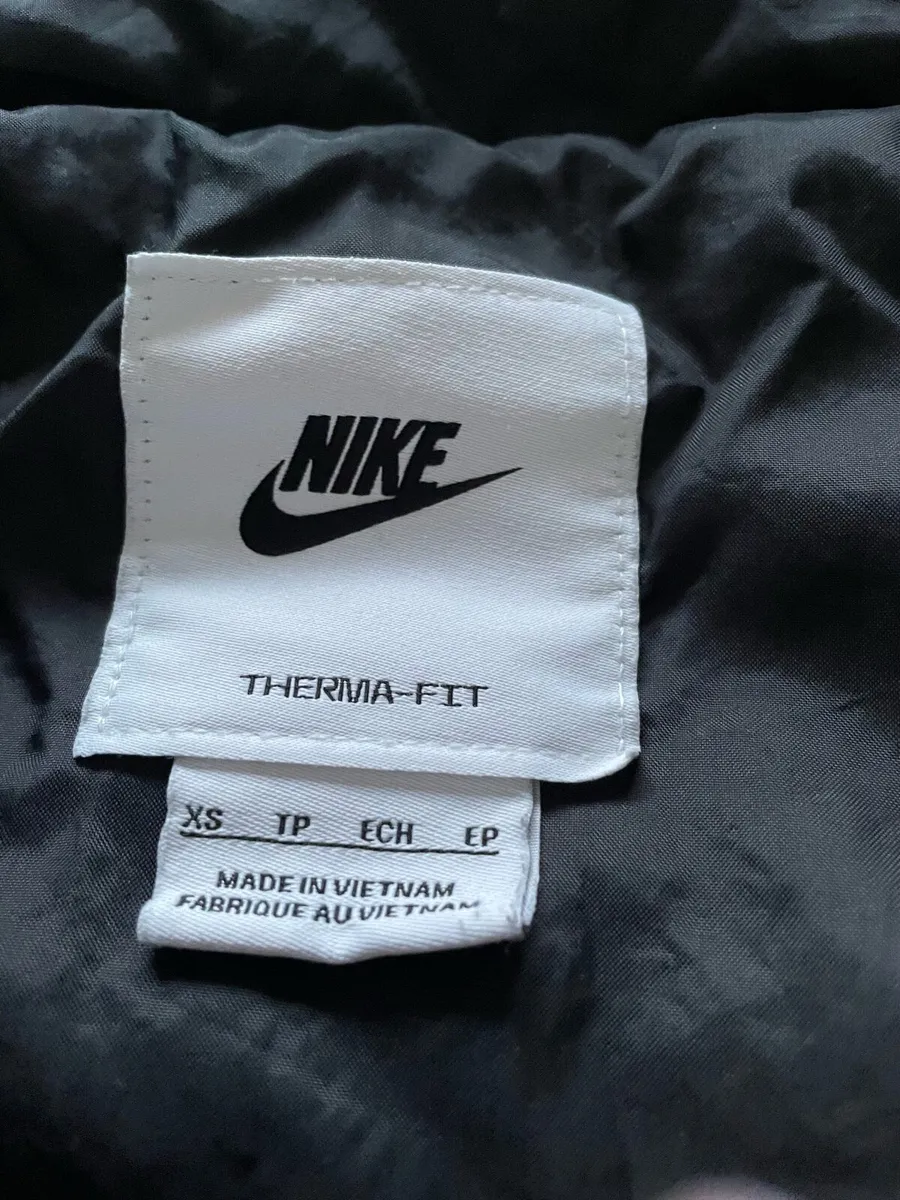 NIKE
THERMA-FIT
XS TP ECH EP
MADE IN VIETNAM
FABRIQUE AU VIETNAM